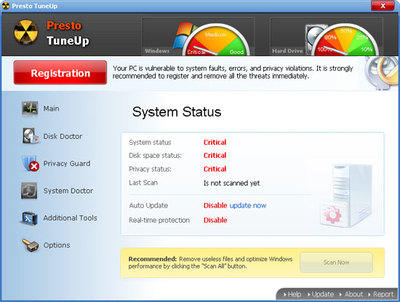 Presto TuneUp
Presto
TuneUp
Windows
Medium
Critical
Good
Hard Drive
50%
25%
80%
10%
100%
Registration
Your PC is vulnerable to system faults, errors, and privacy violations. It is strongly
recommended to register and remove all the threats immediately.
Main
Disk Doctor
Privacy Guard
System Doctor
Additional Tools
Options
System Status
System status Critical
Disk space status: Critical
Privacy status: Critical
Last Scan Is not scanned yet
Auto Update Disable update now
Real-time protection Disable
Recommended: Remove useless files and optimize Windows
performance by clicking the "Scan All" button.
Scan Now
Help Update About Report